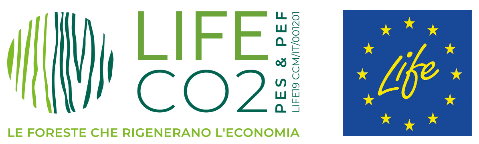 LIFE
CO2
PES & PEF
LIFE19 CCM/IT/001201
LE FORESTE CHE RIGENERANO L'ECONOMIA
Life